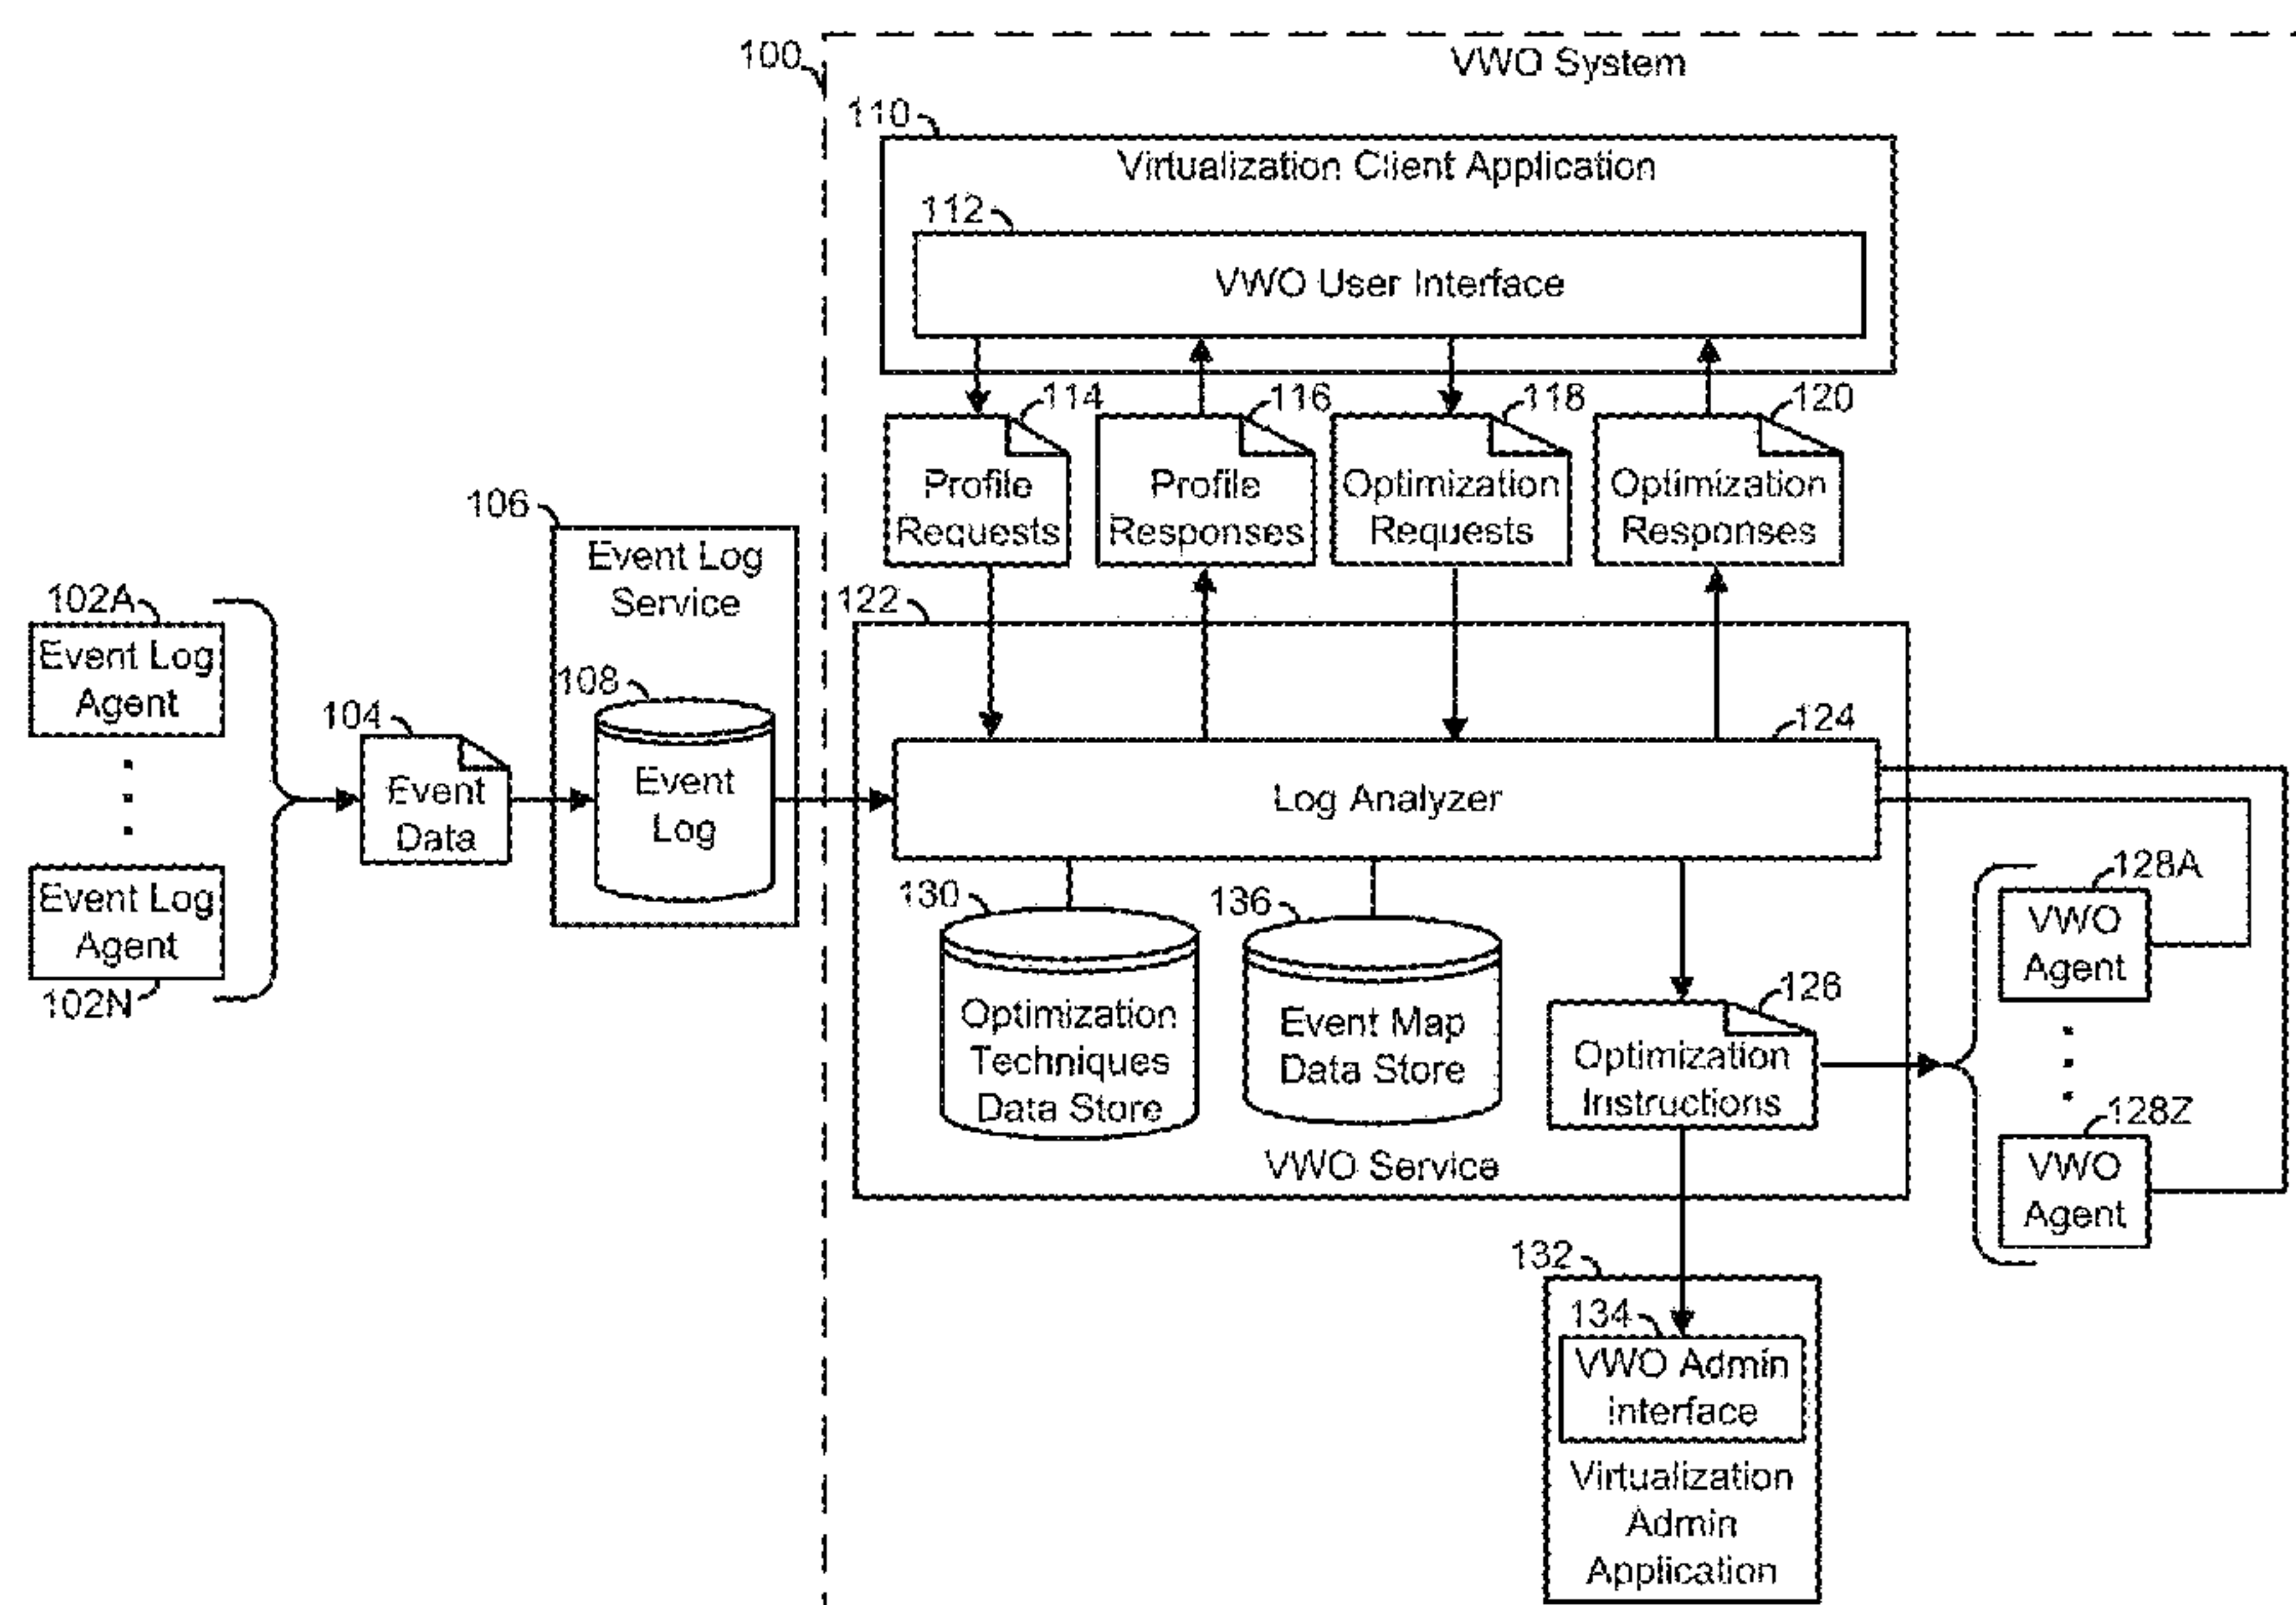 100
VWO System
110
Virtualization Client Application
112
VWO User Interface
114
116
118
120
Profile
Requests
Profile
Responses
Optimization
Requests
Optimization
Responses
106
Event Log
Service
102A
Event Log
Agent
104
Event
Data
108
Event
Log
Event Log
Agent
102N
122
124
Log Analyzer
130
Optimization
Techniques
Data Store
136
Event Map
Data Store
126
Optimization
Instructions
VWO Service
128A
VWO
Agent
128Z
VWO
Agent
132
134
VWO Admin
Interface
Virtualization
Admin
Application